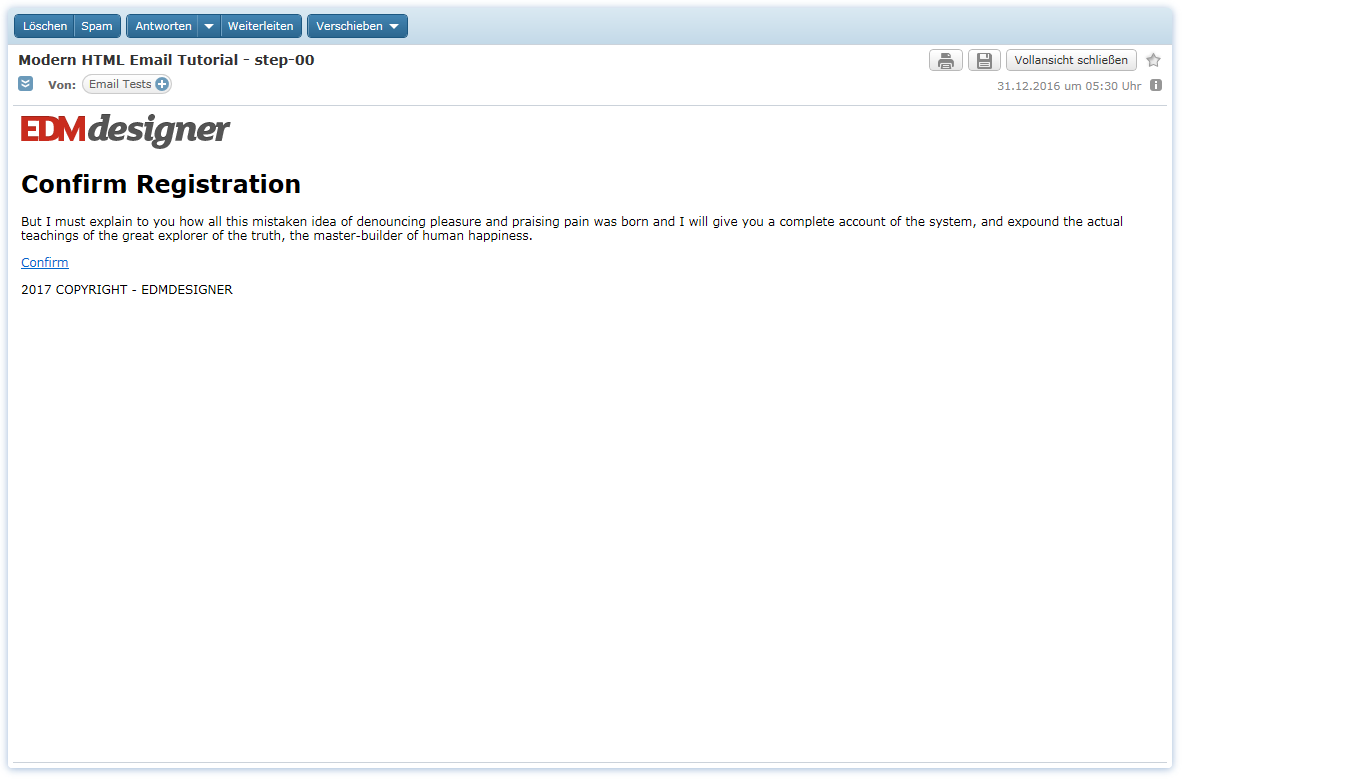 Löschen Spam Antworten Weiterleiten Verschieben
Modern HTML Email Tutorial - step-00
Vollansicht schließen
Von: Email Tests
31.12.2016 um 05:30 Uhr
EDMdesigner
Confirm Registration
But I must explain to you how all this mistaken idea of denouncing pleasure and praising pain was born and I will give you a complete account of the system, and expound the actual
teachings of the great explorer of the truth, the master-builder of human happiness.
Confirm
2017 COPYRIGHT - EDMDESIGNER